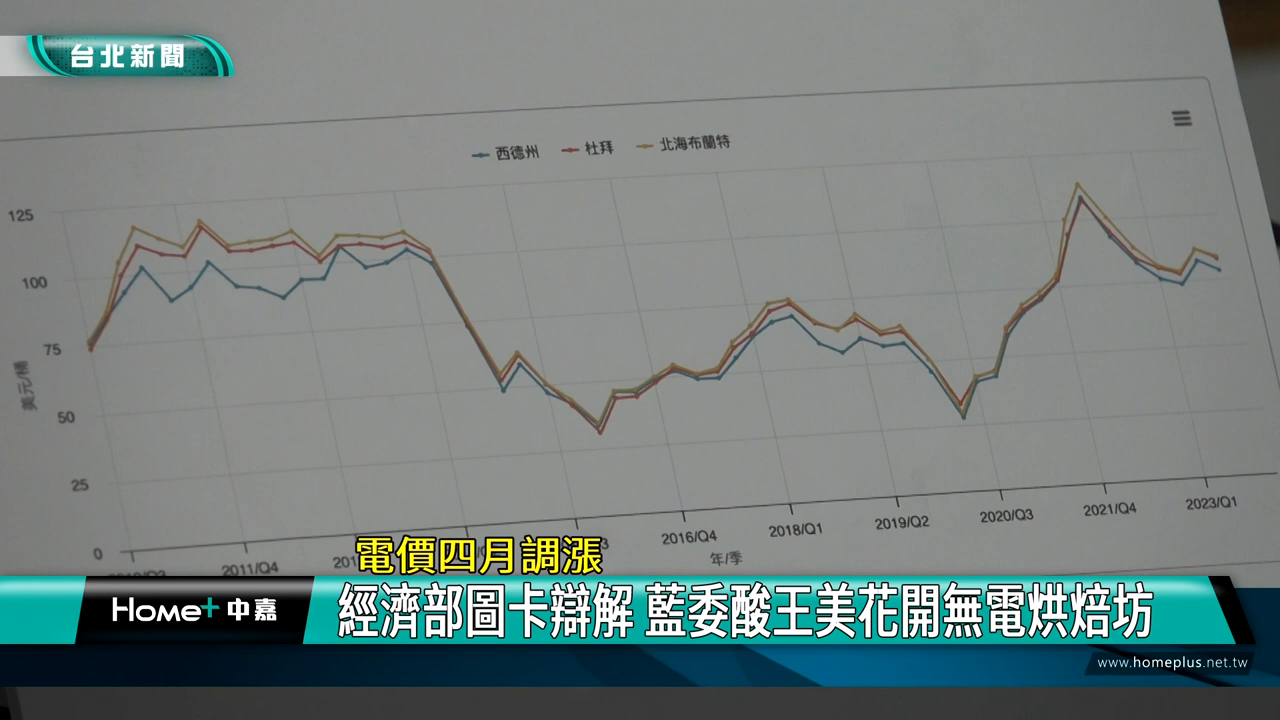 台北新聞
西德州 杜拜 北海布蘭特
125
100
75
50
25
0
美元/桶
2011/Q4
2016/Q4
2018/Q1
2019/Q2
2020/Q3
2021/Q4
2023/Q1
年/季
電價四月調漲
經濟部圖卡辯解 藍委酸王美花開無電烘焙坊
Home+ 中嘉
www.homeplus.net.tw